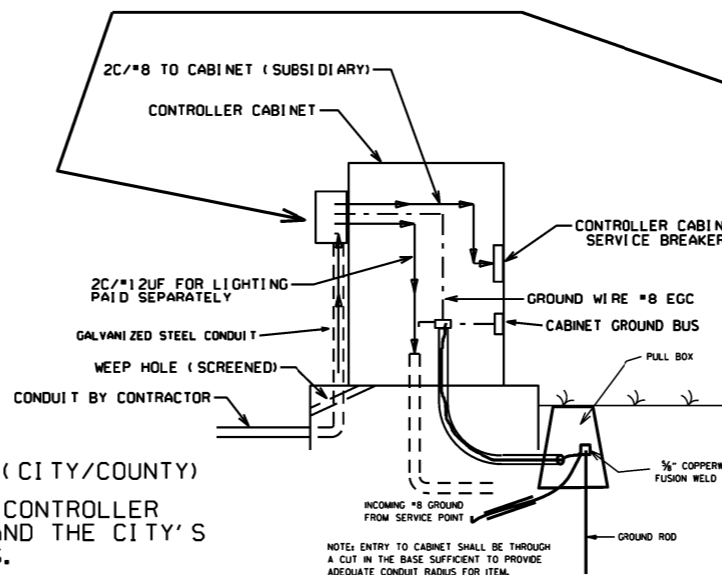 2C/#8 TO CABINET (SUBSIDIARY)
CONTROLLER CABINET
CONTROLLER CABIN
SERVICE BREAKER
2C/#12UF FOR LIGHTING
PAID SEPARATELY
GROUND WIRE #8 EGC
GALVANIZED STEEL CONDUIT
CABINET GROUND BUS
WEEP HOLE (SCREENED)
PULL BOX
CONDUIT BY CONTRACTOR
(CITY/COUNTY)
CONTROLLER
AND THE CITY'S
S.
⅝" COPPERW
FUSION WELD
INCOMING #8 GROUND
FROM SERVICE POINT
GROUND ROD
NOTE: ENTRY TO CABINET SHALL BE THROUGH
A CUT IN THE BASE SUFFICIENT TO PROVIDE
ADEQUATE CONDUIT RADIUS FOR ITEM.